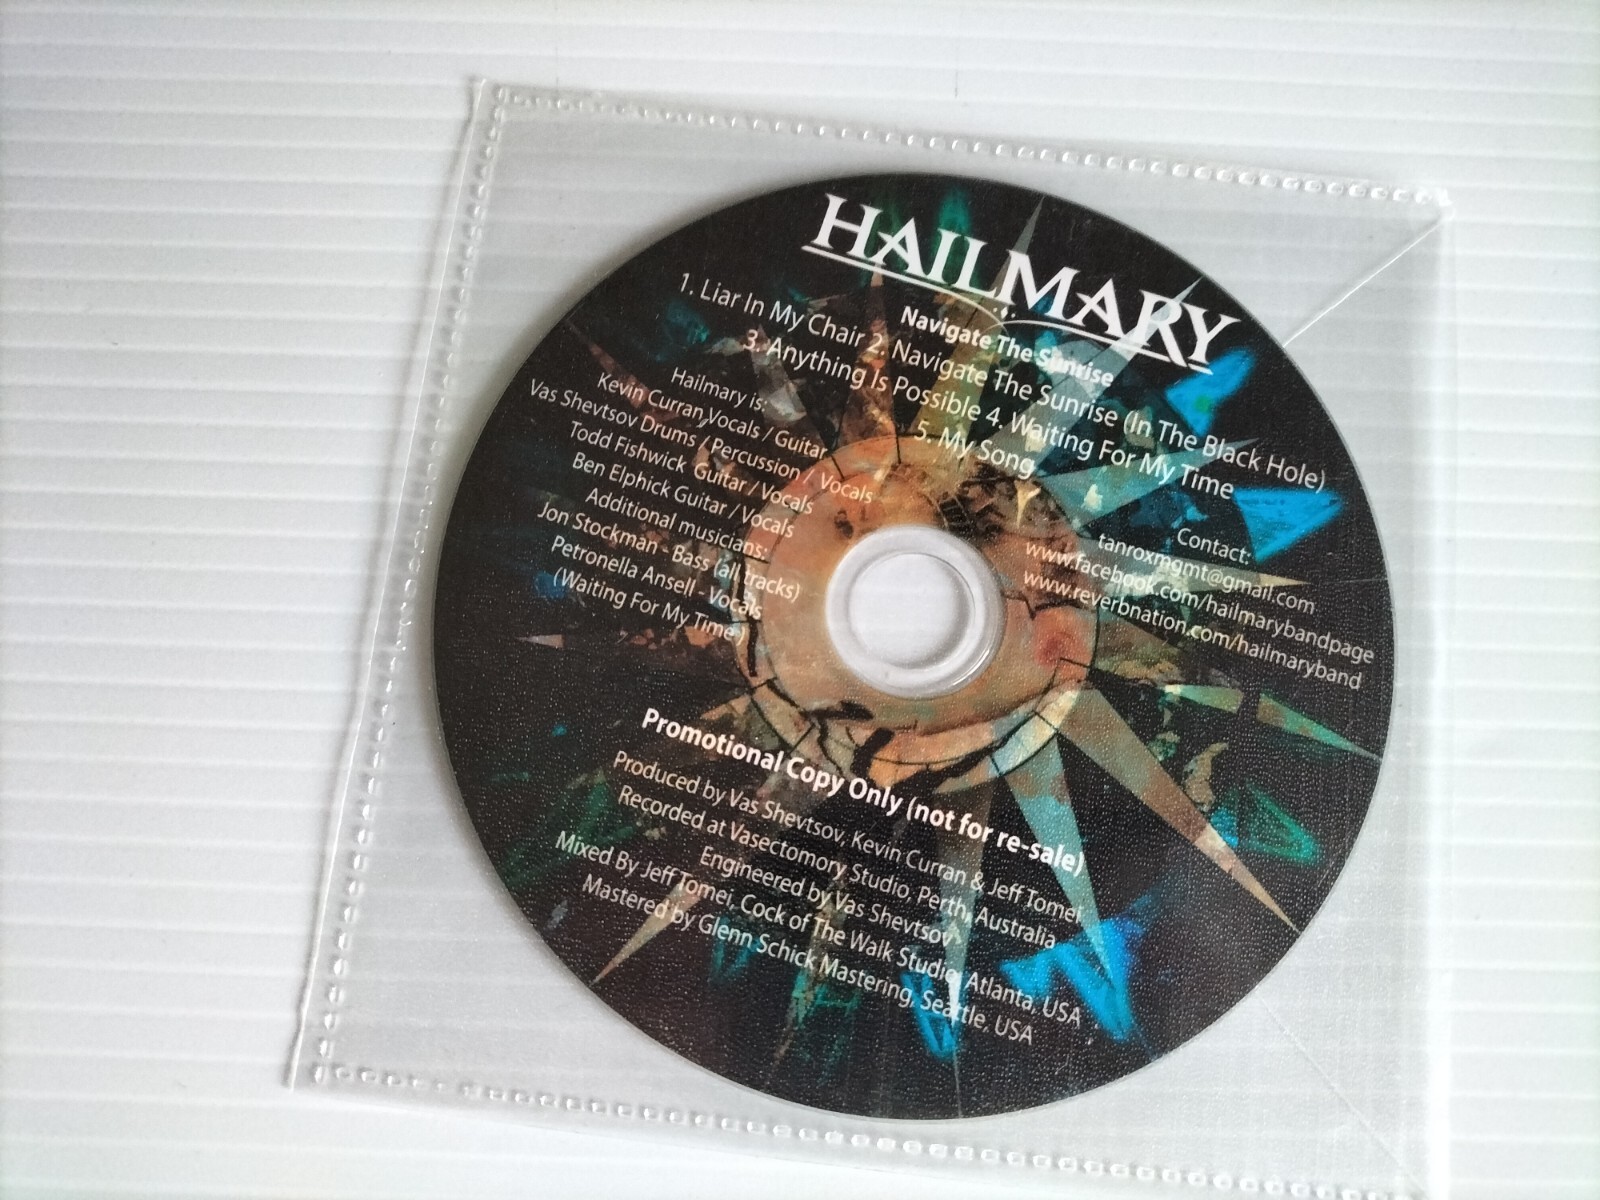 HAILMARY
Navigate The Sunrise
1. Liar In My Chair 2. Navigate The Sunrise (In The Black Hole)
3. Anything Is Possible 4. Waiting For My Time
5. My Song
Hailmary is:
Kevin Curran Vocals / Guitar
Vas Shevtsov Drums / Percussion / Vocals
Todd Fishwick Guitar / Vocals
Ben Elphick Guitar / Vocals
Additional musicians:
Jon Stockman - Bass (all tracks)
Petronella Ansell - Vocals
(Waiting For My Time)
Contact:
tanroxmgmt@gmail.com
www.facebook.com/hailmarybandpage
www.reverbnation.com/hailmaryband
Promotional Copy Only (not for re-sale)
Produced by Vas Shevtsov, Kevin Curran & Jeff Tomei
Recorded at Vasectomory Studio, Perth, Australia
Engineered by Vas Shevtsov
Mixed By Jeff Tomei, Cock of The Walk Studio, Atlanta, USA
Mastered by Glenn Schick Mastering, Seattle, USA